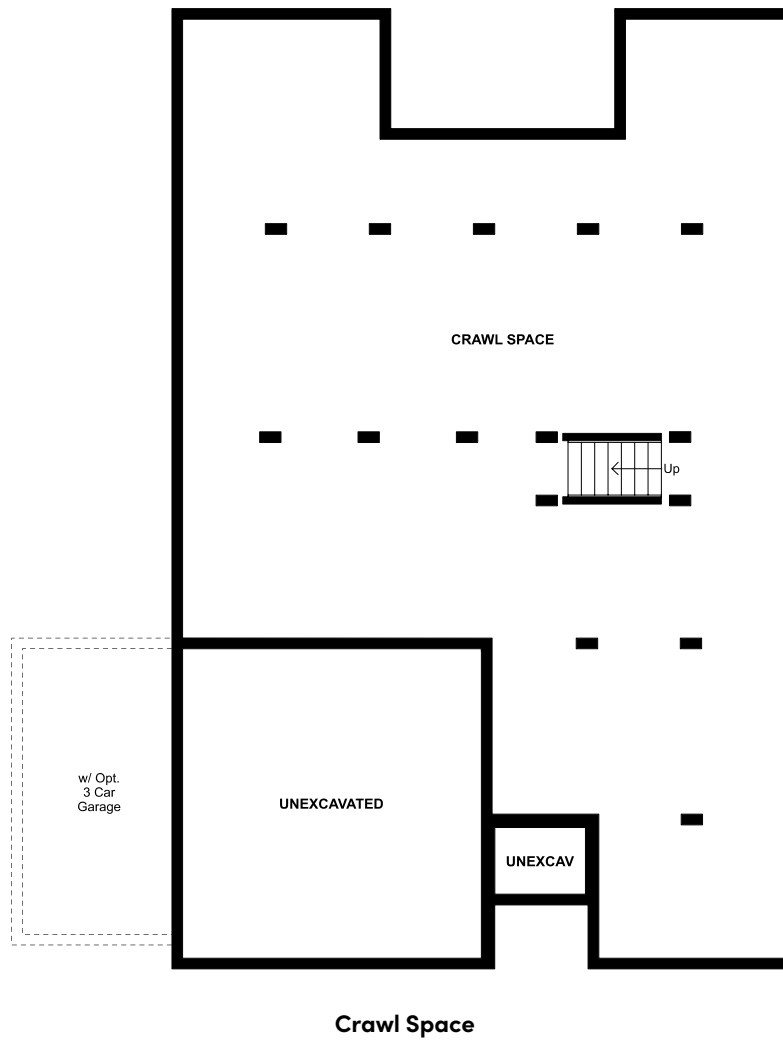 CRAWL SPACE
Up
w/ Opt.
3 Car
Garage
UNEXCAVATED
UNEXCAV
Crawl Space